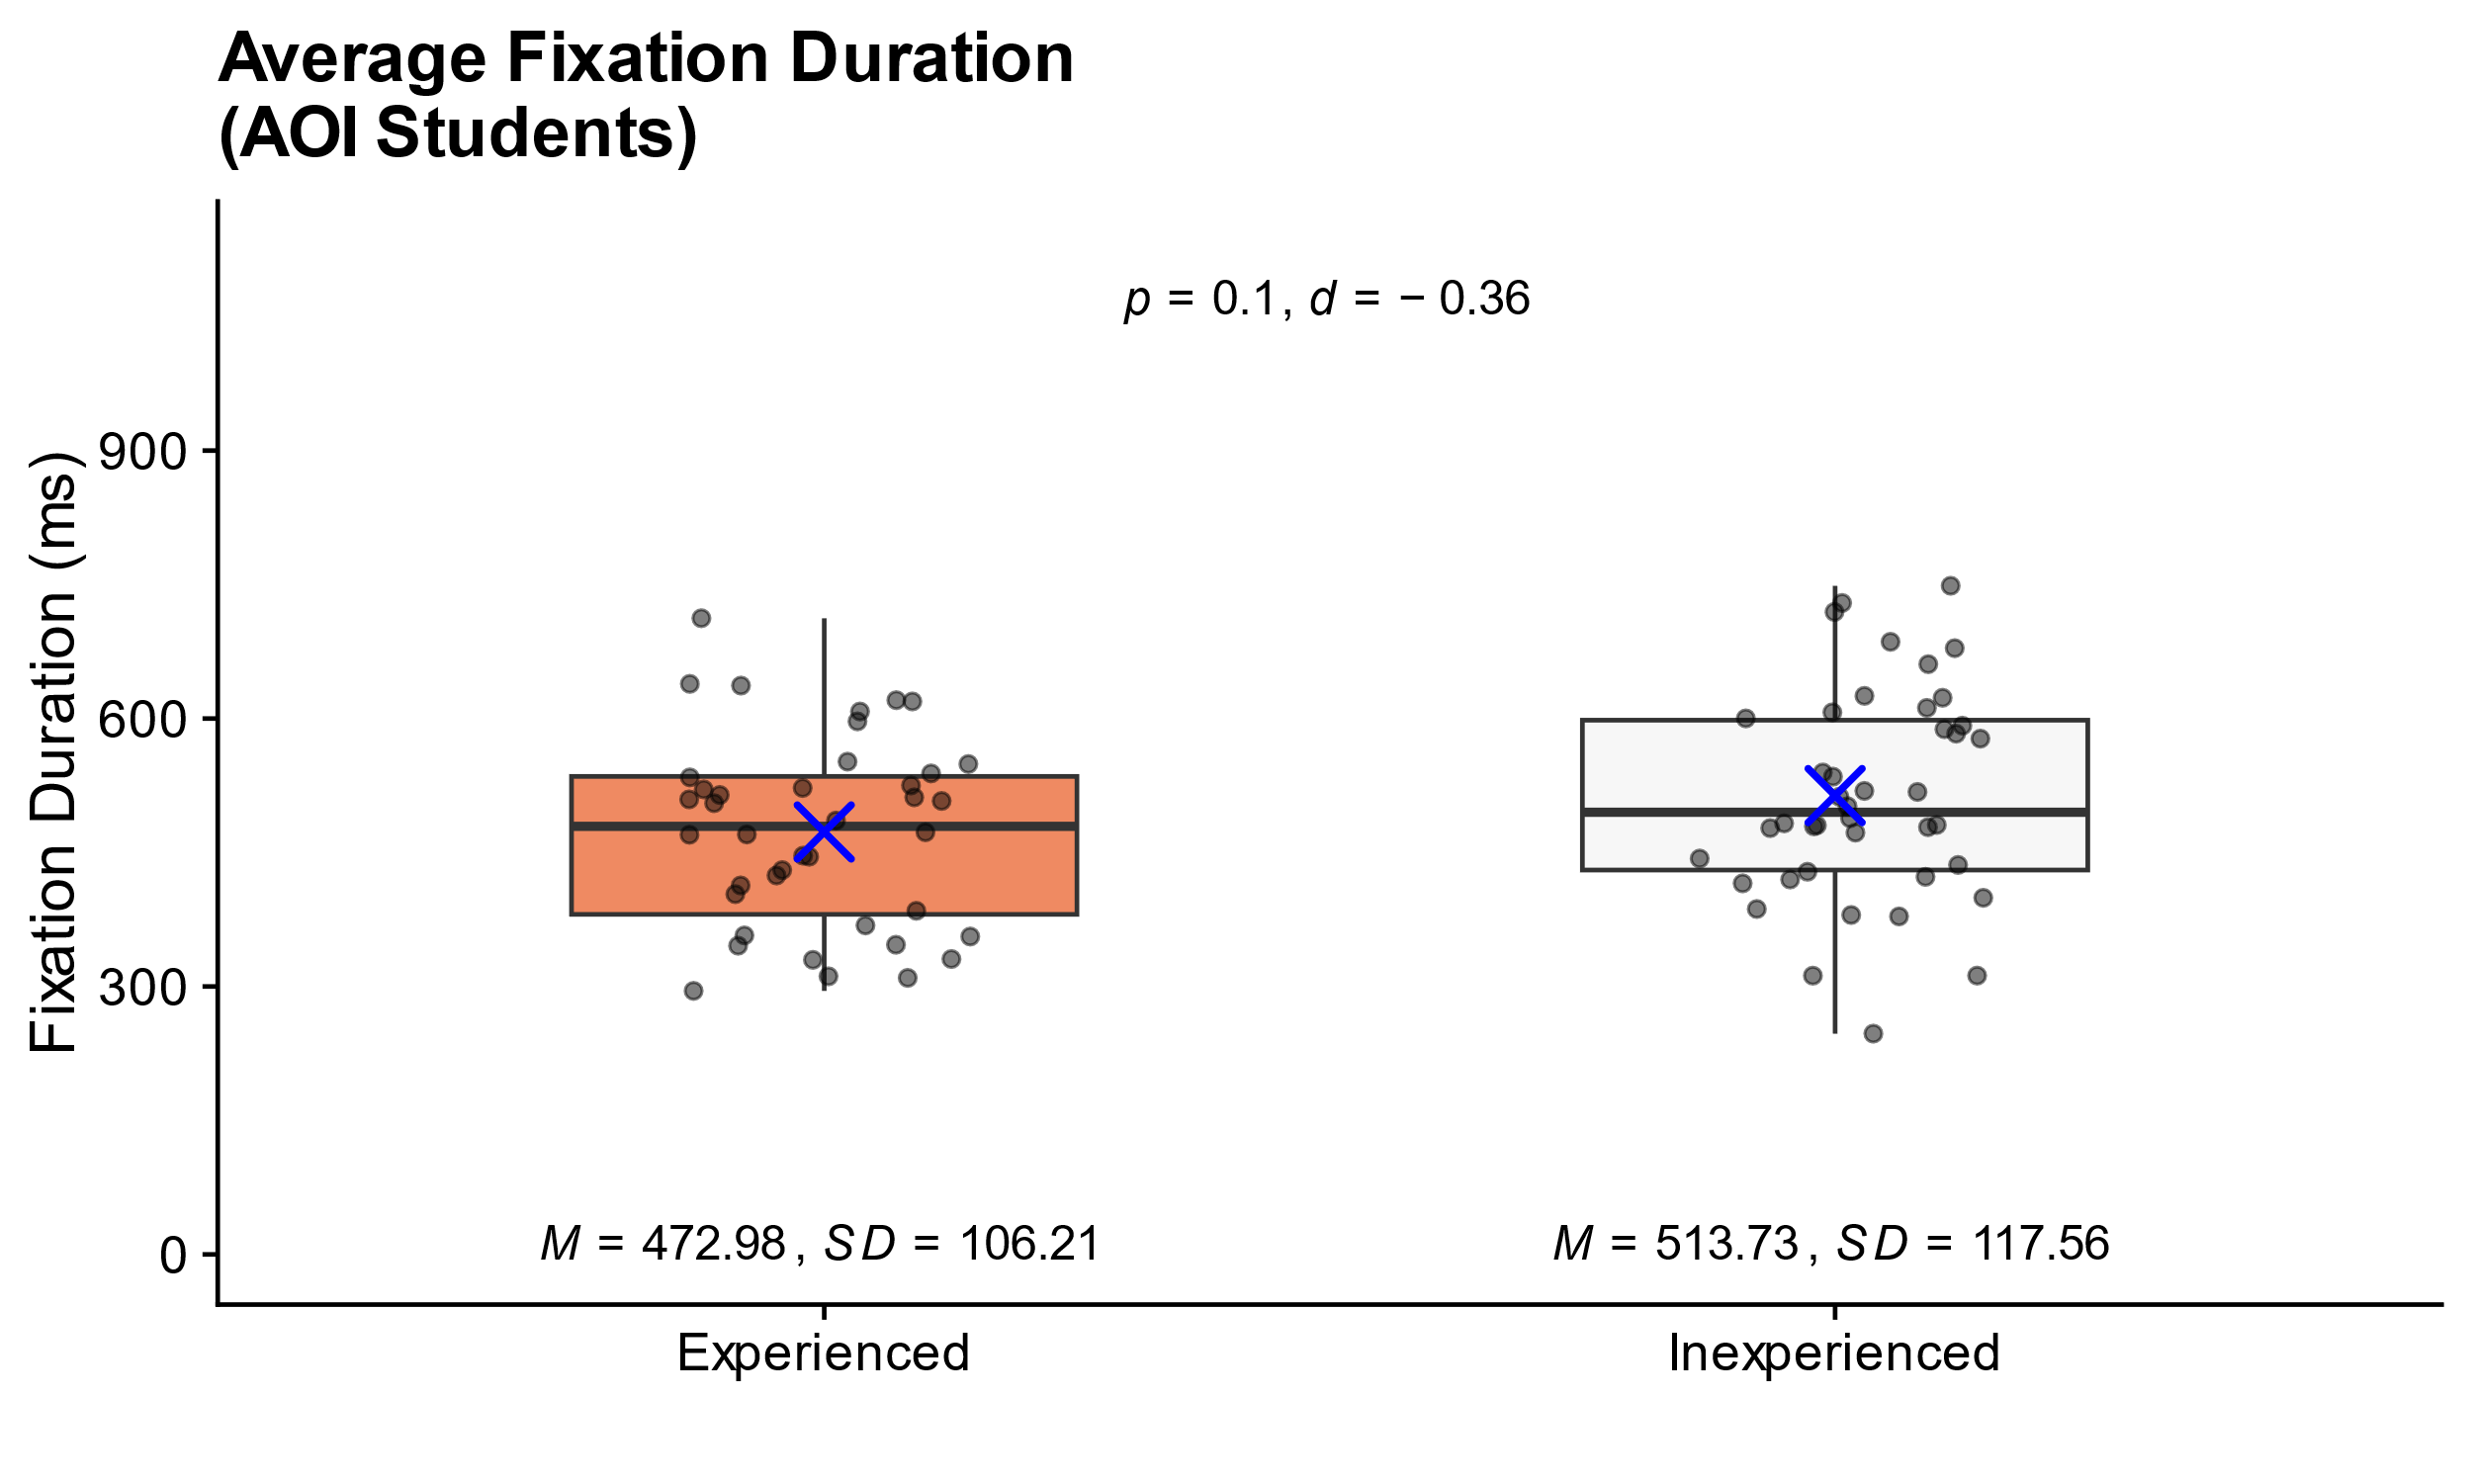 Average Fixation Duration
(AOI Students)
p = 0.1, d = − 0.36
Fixation Duration (ms)
900
600
300
0
M = 472.98, SD = 106.21
M = 513.73, SD = 117.56
Experienced
Inexperienced